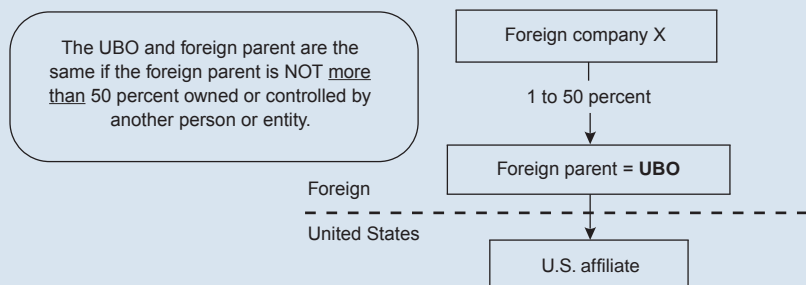 The UBO and foreign parent are the
same if the foreign parent is NOT more
than 50 percent owned or controlled by
another person or entity.
Foreign company X
1 to 50 percent
Foreign parent = UBO
Foreign
United States
U.S. affiliate